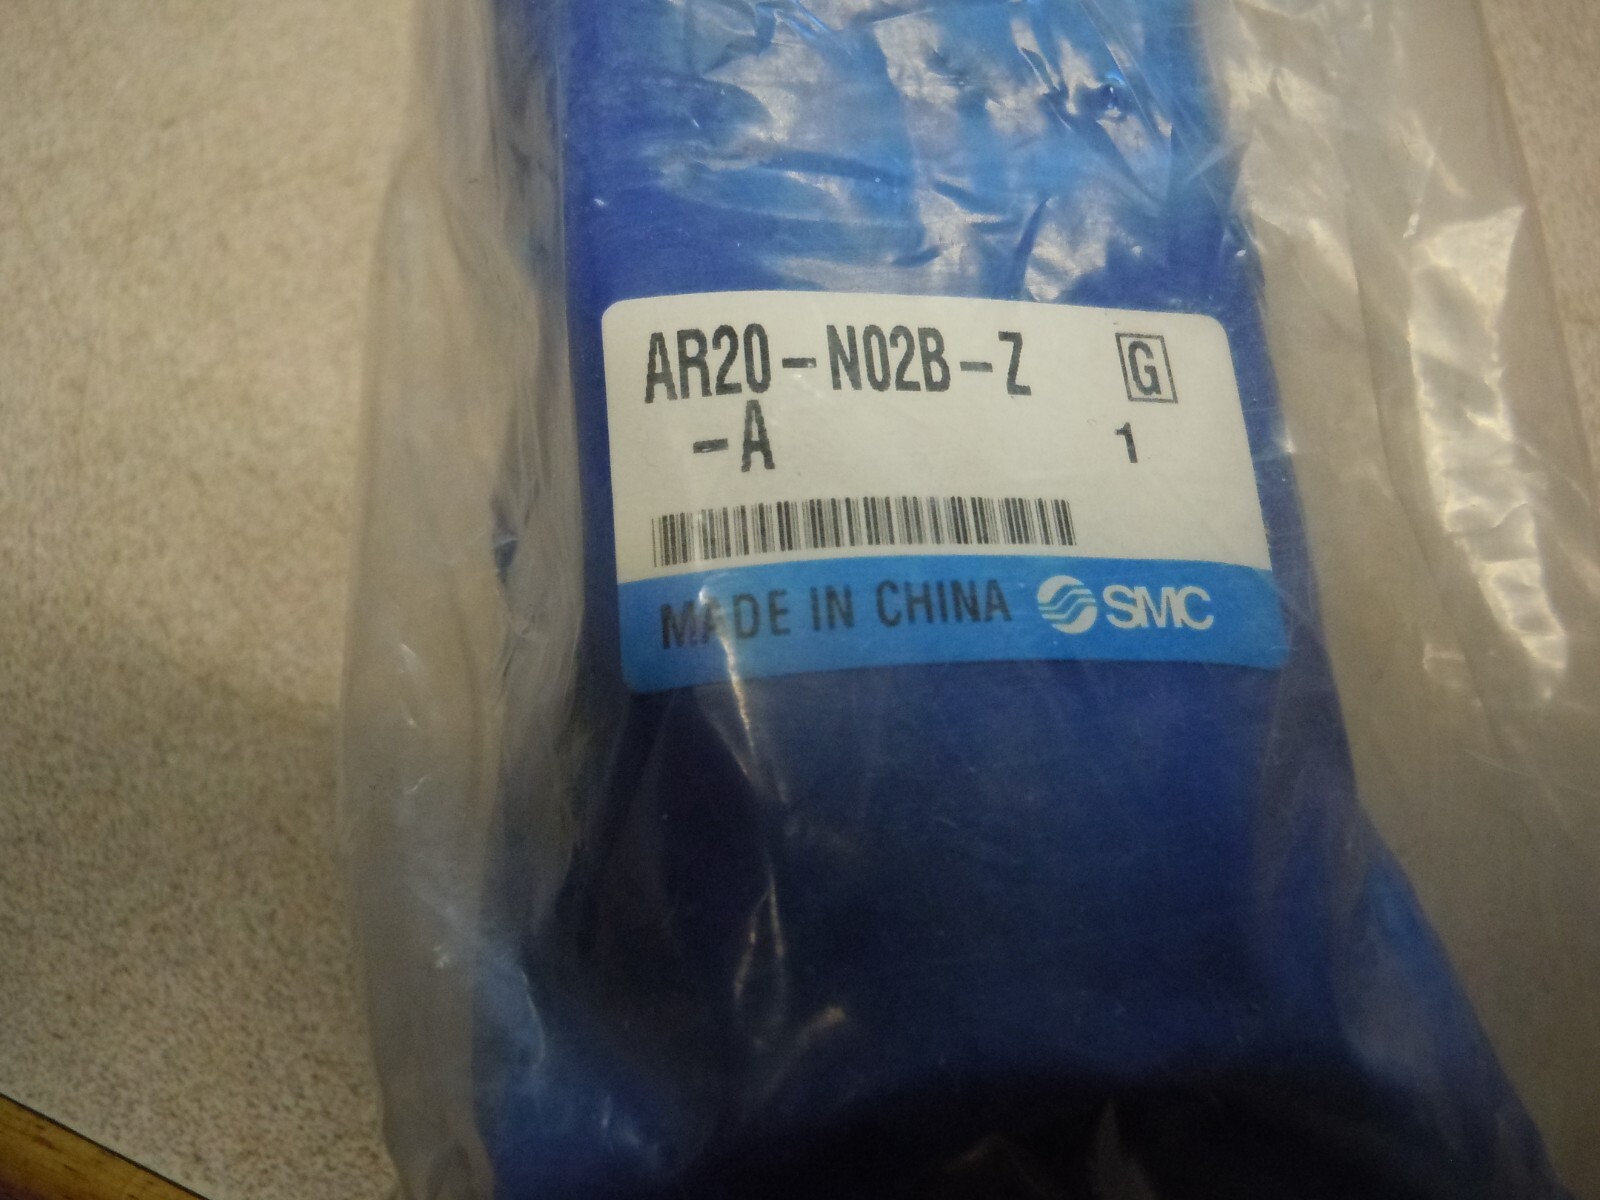 AR20-N02B-Z G
-A 1
MADE IN CHINA SMC